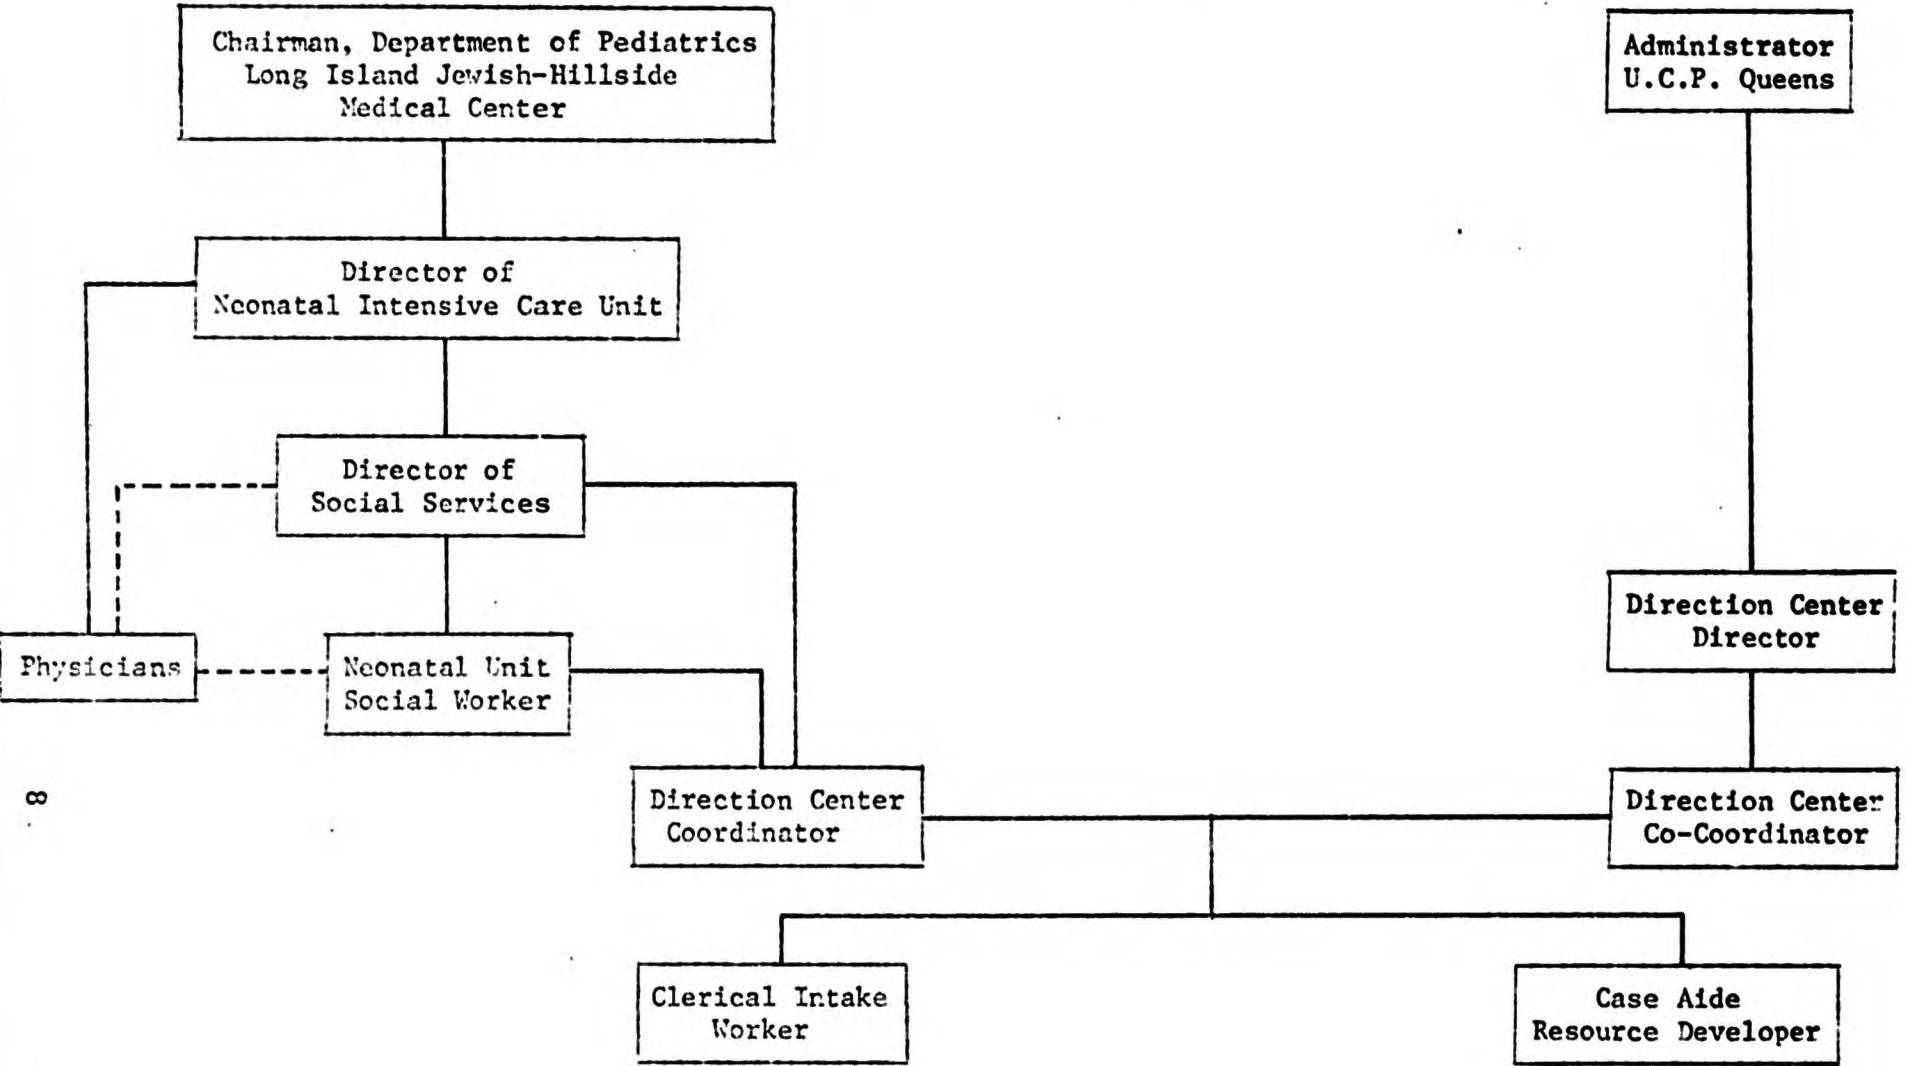 Chairman, Department of Pediatrics
Long Island Jewish-Hillside
Medical Center
Administrator
U.C.P. Queens
Director of
Neonatal Intensive Care Unit
Director of
Social Services
Direction Center
Director
Physicians
Neonatal Unit
Social Worker
Direction Center
Coordinator
Direction Center
Co-Coordinator
8
Clerical Intake
Worker
Case Aide
Resource Developer